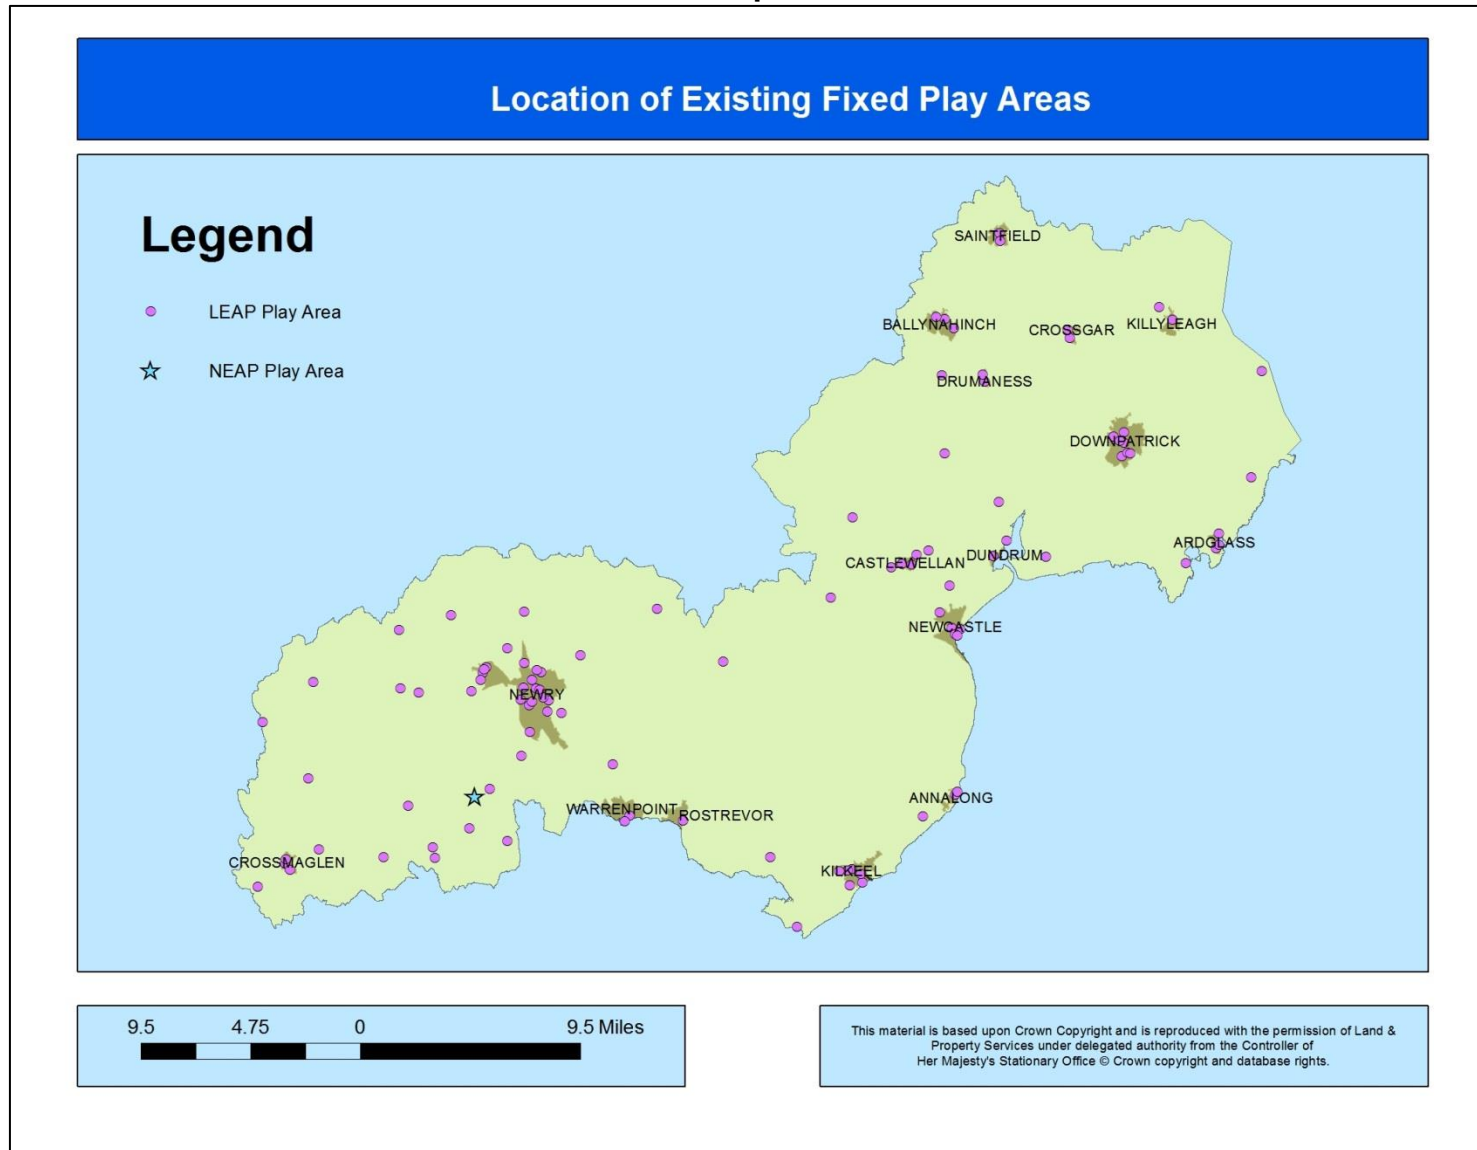 Location of Existing Fixed Play Areas
Legend
LEAP Play Area
NEAP Play Area
SAINTFIELD
BALLYNAHINCH
CROSSGAR
KILLYLEAGH
DRUMANESS
DOWNPATRICK
ARDGLASS
CASTLEWELLAN
DUNDRUM
NEWCASTLE
NEWRY
ANNALONG
WARRENPOINT
ROSTREVOR
CROSSMAGLEN
KILKEEL
9.5 4.75 0 9.5 Miles
This material is based upon Crown Copyright and is reproduced with the permission of Land &
Property Services under delegated authority from the Controller of
Her Majesty's Stationary Office © Crown copyright and database rights.